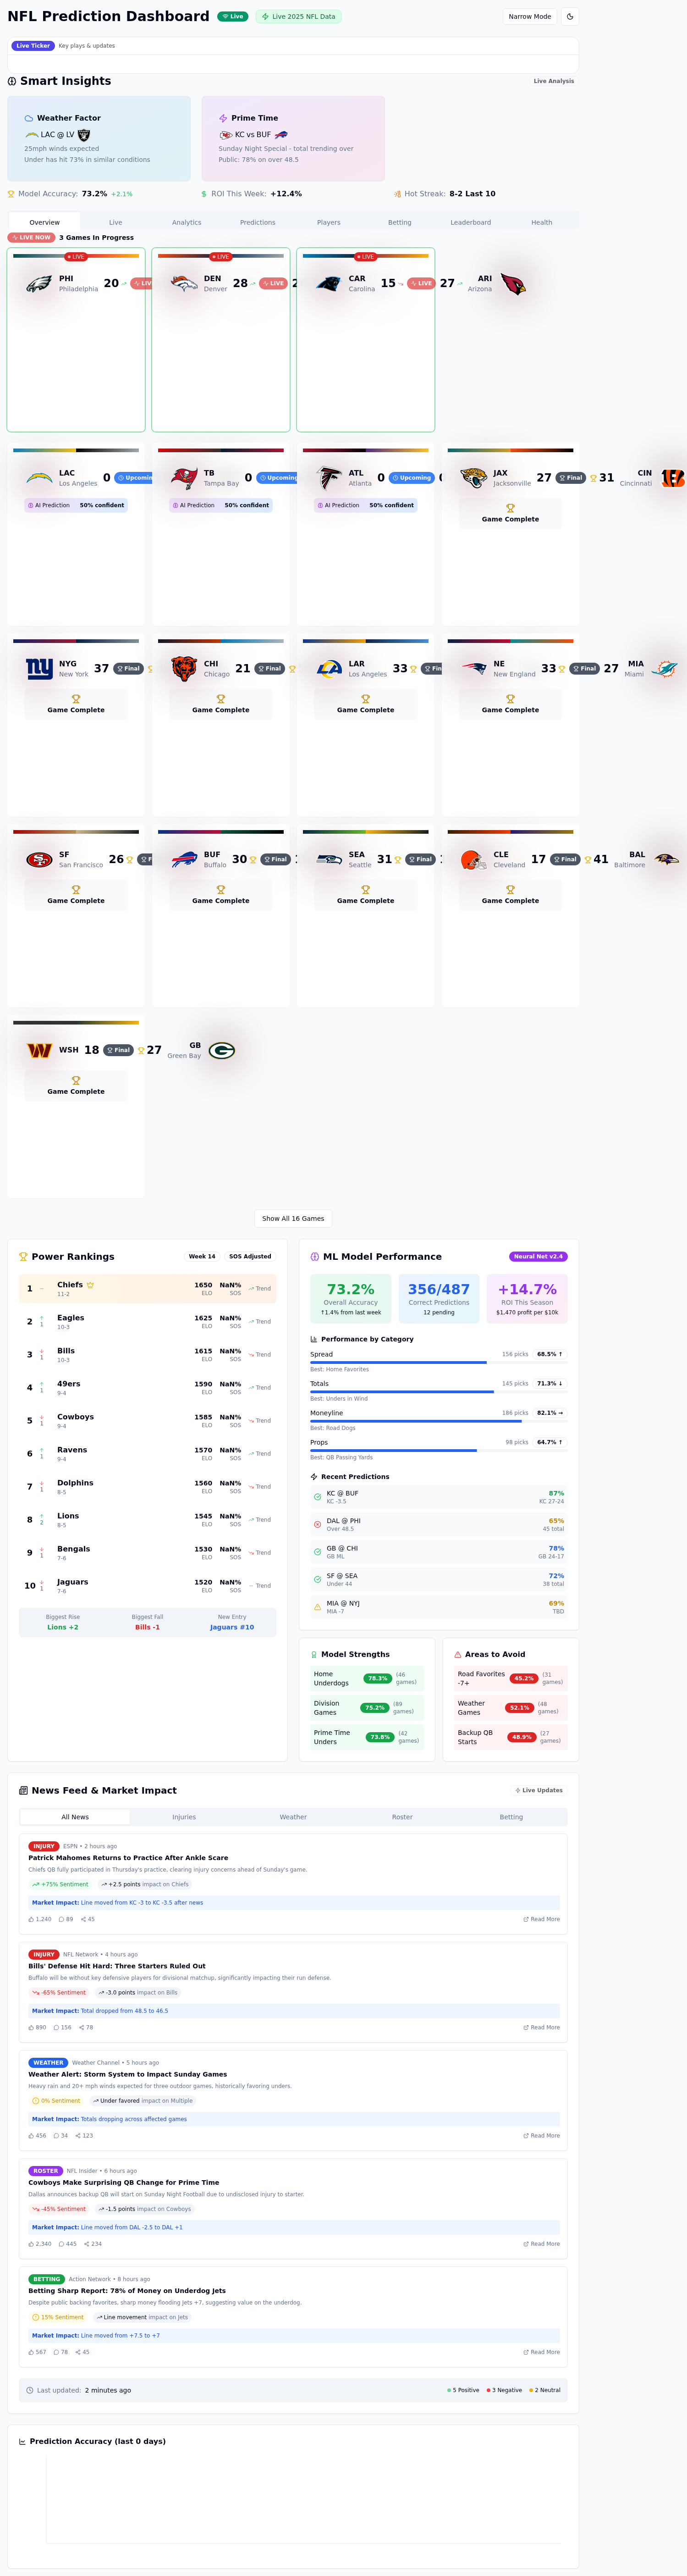 NFL Prediction Dashboard Live Live 2025 NFL Data Narrow Mode
Live Ticker Key plays & updates
Smart Insights Live Analysis
Weather Factor
LAC @ LV
25mph winds expected
Under has hit 73% in similar conditions
Prime Time
KC vs BUF
Sunday Night Special - total trending over
Public: 78% on over 48.5
Model Accuracy: 73.2% +2.1% ROI This Week: +12.4% Hot Streak: 8-2 Last 10
Overview Live Analytics Predictions Players Betting Leaderboard Health
LIVE NOW 3 Games In Progress
LIVE
PHI
Philadelphia
20
LIVE
DEN
Denver
28 LIVE
LIVE
CAR
Carolina
15 LIVE 27
ARI
Arizona
LAC
Los Angeles
0
AI Prediction 50% confident
TB
Tampa Bay
0 Upcoming
AI Prediction 50% confident
ATL
Atlanta
0 Upcoming
AI Prediction 50% confident
JAX
Jacksonville
27 Final 31
CIN
Cincinnati
Game Complete
NYG
New York
37 Final
Game Complete
CHI
Chicago
21 Final
Game Complete
LAR
Los Angeles
33
Game Complete
NE
New England
33 Final 27
MIA
Miami
Game Complete
SF
San Francisco
26
Game Complete
BUF
Buffalo
30 Final
Game Complete
SEA
Seattle
31 Final
Game Complete
CLE
Cleveland
17 Final 41
BAL
Baltimore
Game Complete
WSH 18 Final 27
GB
Green Bay
Game Complete
Show All 16 Games
Power Rankings Week 14 SOS Adjusted
1 Chiefs 1650 NaN% Trend
11-2 ELO SOS
2 ↑ 1 Eagles 1625 NaN% Trend
10-3 ELO SOS
3 ↓ 1 Bills 1615 NaN% Trend
10-3 ELO SOS
4 ↑ 1 49ers 1590 NaN% Trend
9-4 ELO SOS
5 ↓ 1 Cowboys 1585 NaN% Trend
9-4 ELO SOS
6 ↑ 1 Ravens 1570 NaN% Trend
9-4 ELO SOS
7 ↓ 1 Dolphins 1560 NaN% Trend
8-5 ELO SOS
8 ↑ 2 Lions 1545 NaN% Trend
8-5 ELO SOS
9 ↓ 1 Bengals 1530 NaN% Trend
7-6 ELO SOS
10 ↓ 1 Jaguars 1520 NaN% Trend
7-6 ELO SOS
Biggest Rise Biggest Fall New Entry
Lions +2 Bills -1 Jaguars #10
ML Model Performance Neural Net v2.4
73.2% 356/487 +14.7%
Overall Accuracy Correct Predictions ROI This Season
↑1.4% from last week 12 pending $1,470 profit per $10k
Performance by Category
Spread 156 picks 68.5% ↑
Best: Home Favorites
Totals 145 picks 71.3% ↓
Best: Unders in Wind
Moneyline 186 picks 82.1% →
Best: Road Dogs
Props 98 picks 64.7% ↑
Best: QB Passing Yards
Recent Predictions
KC @ BUF 87%
KC -3.5 KC 27-24
DAL @ PHI 65%
Over 48.5 45 total
GB @ CHI 78%
GB ML GB 24-17
SF @ SEA 72%
Under 44 38 total
MIA @ NYJ 69%
MIA -7 TBD
Model Strengths
Home Underdogs 78.3% (46 games)
Division Games 75.2% (89 games)
Prime Time Unders 73.8% (42 games)
Areas to Avoid
Road Favorites -7+ 45.2% (31 games)
Weather Games 52.1% (48 games)
Backup QB Starts 48.9% (27 games)
News Feed & Market Impact Live Updates
All News Injuries Weather Roster Betting
INJURY ESPN • 2 hours ago
Patrick Mahomes Returns to Practice After Ankle Scare
Chiefs QB fully participated in Thursday's practice, clearing injury concerns ahead of Sunday's game.
+75% Sentiment +2.5 points impact on Chiefs
Market Impact: Line moved from KC -3 to KC -3.5 after news
1,240 89 45 Read More
INJURY NFL Network • 4 hours ago
Bills' Defense Hit Hard: Three Starters Ruled Out
Buffalo will be without key defensive players for divisional matchup, significantly impacting their run defense.
-65% Sentiment -3.0 points impact on Bills
Market Impact: Total dropped from 48.5 to 46.5
890 156 78 Read More
WEATHER Weather Channel • 5 hours ago
Weather Alert: Storm System to Impact Sunday Games
Heavy rain and 20+ mph winds expected for three outdoor games, historically favoring unders.
0% Sentiment Under favored impact on Multiple
Market Impact: Totals dropping across affected games
456 34 123 Read More
ROSTER NFL Insider • 6 hours ago
Cowboys Make Surprising QB Change for Prime Time
Dallas announces backup QB will start on Sunday Night Football due to undisclosed injury to starter.
-45% Sentiment -1.5 points impact on Cowboys
Market Impact: Line moved from DAL -2.5 to DAL +1
2,340 445 234 Read More
BETTING Action Network • 8 hours ago
Betting Sharp Report: 78% of Money on Underdog Jets
Despite public backing favorites, sharp money flooding Jets +7, suggesting value on the underdog.
15% Sentiment Line movement impact on Jets
Market Impact: Line moved from +7.5 to +7
567 78 45 Read More
Last updated: 2 minutes ago 5 Positive 3 Negative 2 Neutral
Prediction Accuracy (last 0 days)